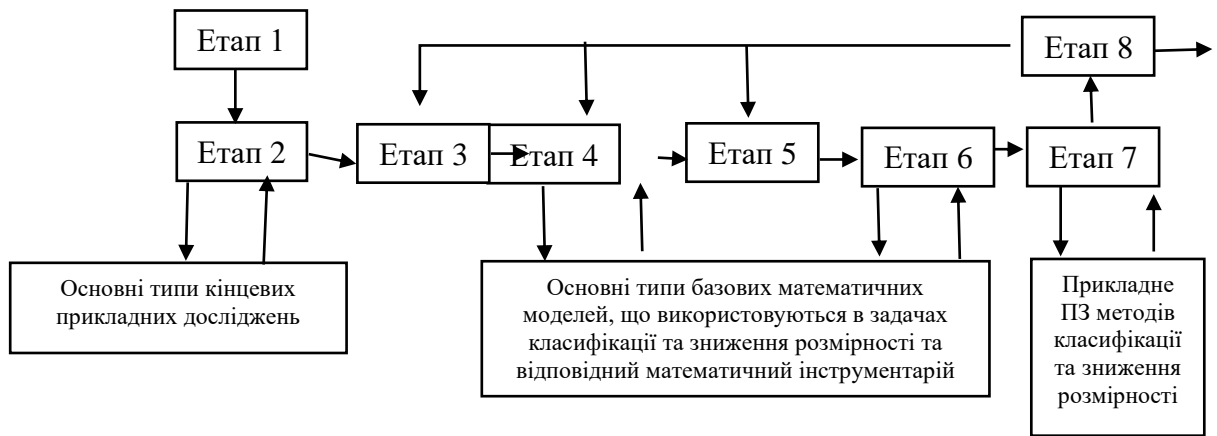 Етап 1
Етап 8
Етап 2
Етап 3
Етап 4
Етап 5
Етап 6
Етап 7
Основні типи кінцевих
прикладних досліджень
Основні типи базових математичних
моделей, що використовуються в задачах
класифікації та зниження розмірності та
відповідний математичний інструментарій
Прикладне
ПЗ методів
класифікації
та зниження
розмірності